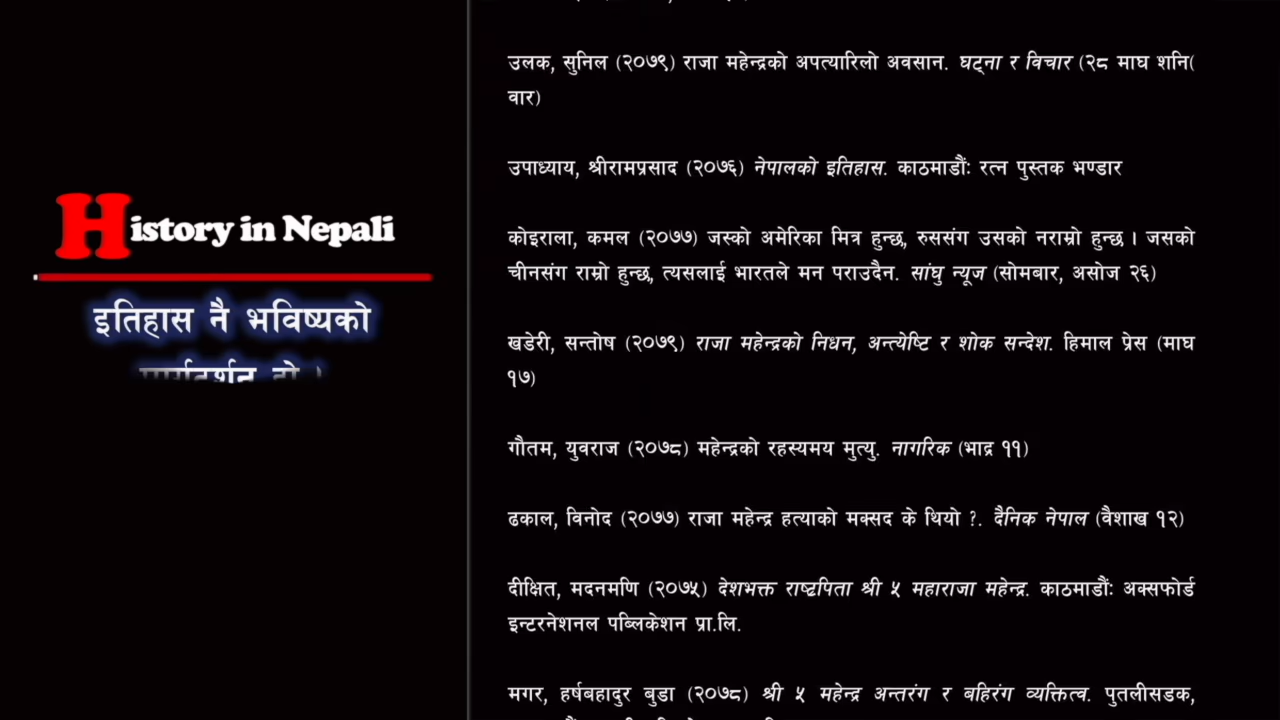 History in Nepali
इतिहास नै भविष्यको
मार्गदर्शन हो !
उलक, सुनिल (२०७९) राजा महेन्द्रको अपत्यारिलो अवसान. घट्ना र विचार (२८ माघ शनि(
वार)
उपाध्याय, श्रीरामप्रसाद (२०७६) नेपालको इतिहास. काठमाडौंः रत्न पुस्तक भण्डार
कोइराला, कमल (२०७७) जस्को अमेरिका मित्र हुन्छ, रुससंग उसको नराम्रो हुन्छ । जसको
चीनसंग राम्रो हुन्छ, त्यसलाई भारतले मन पराउदैन. सांघु न्यूज (सोमबार, असोज २६)
खडेरी, सन्तोष (२०७९) राजा महेन्द्रको निधन, अन्त्येष्टि र शोक सन्देश. हिमाल प्रेस (माघ
१७)
गौतम, युवराज (२०७८) महेन्द्रको रहस्यमय मुत्यु. नागरिक (भाद्र ११)
ढकाल, विनोद (२०७७) राजा महेन्द्र हत्याको मक्सद के थियो ?. दैनिक नेपाल (वैशाख १२)
दीक्षित, मदनमणि (२०७५) देशभक्त राष्ट्रपिता श्री ५ महाराजा महेन्द्र. काठमाडौंः अक्सफोर्ड
इन्टरनेशनल पब्लिकेशन प्रा.लि.
मगर, हर्षबहादुर बुडा (२०७८) श्री ५ महेन्द्र अन्तरंग र बहिरंग व्यक्तित्व. पुतलीसडक,